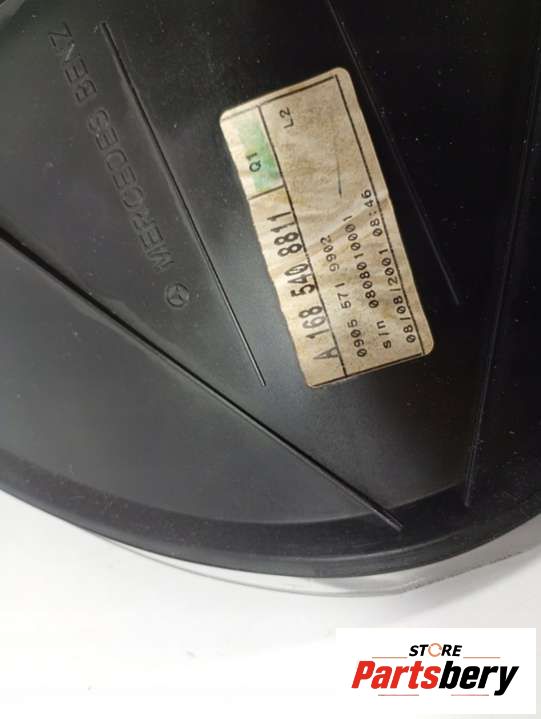 MERCEDES BENZ
Q1 L2
A 168 540 8811
0905 571 9902
s/n 0808010001
08/08/2001 08:46
STORE
Partsbery